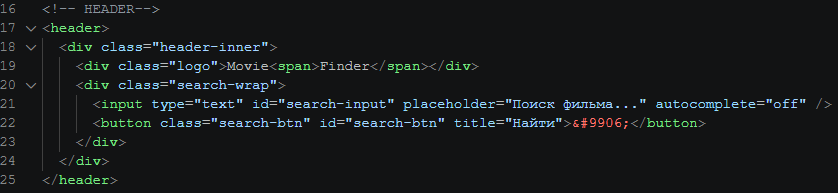 16 <!-- HEADER-->
17 <header>
18 <div class="header-inner">
19 <div class="logo">Movie<span>Finder</span></div>
20 <div class="search-wrap">
21 <input type="text" id="search-input" placeholder="Поиск фильма..." autocomplete="off" />
22 <button class="search-btn" id="search-btn" title="Найти">&#9906;</button>
23 </div>
24 </div>
25 </header>